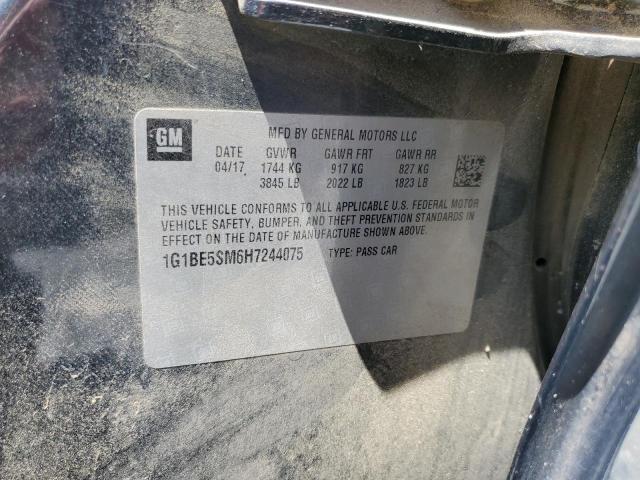 GM
MFD BY GENERAL MOTORS LLC
DATE GVWR GAWR FRT GAWR RR
04/17 1744 KG 917 KG 827 KG
3845 LB 2022 LB 1823 LB
THIS VEHICLE CONFORMS TO ALL APPLICABLE U.S. FEDERAL MOTOR
VEHICLE SAFETY, BUMPER, AND THEFT PREVENTION STANDARDS IN
EFFECT ON THE DATE OF MANUFACTURE SHOWN ABOVE.
1G1BE5SM6H7244075 TYPE: PASS CAR